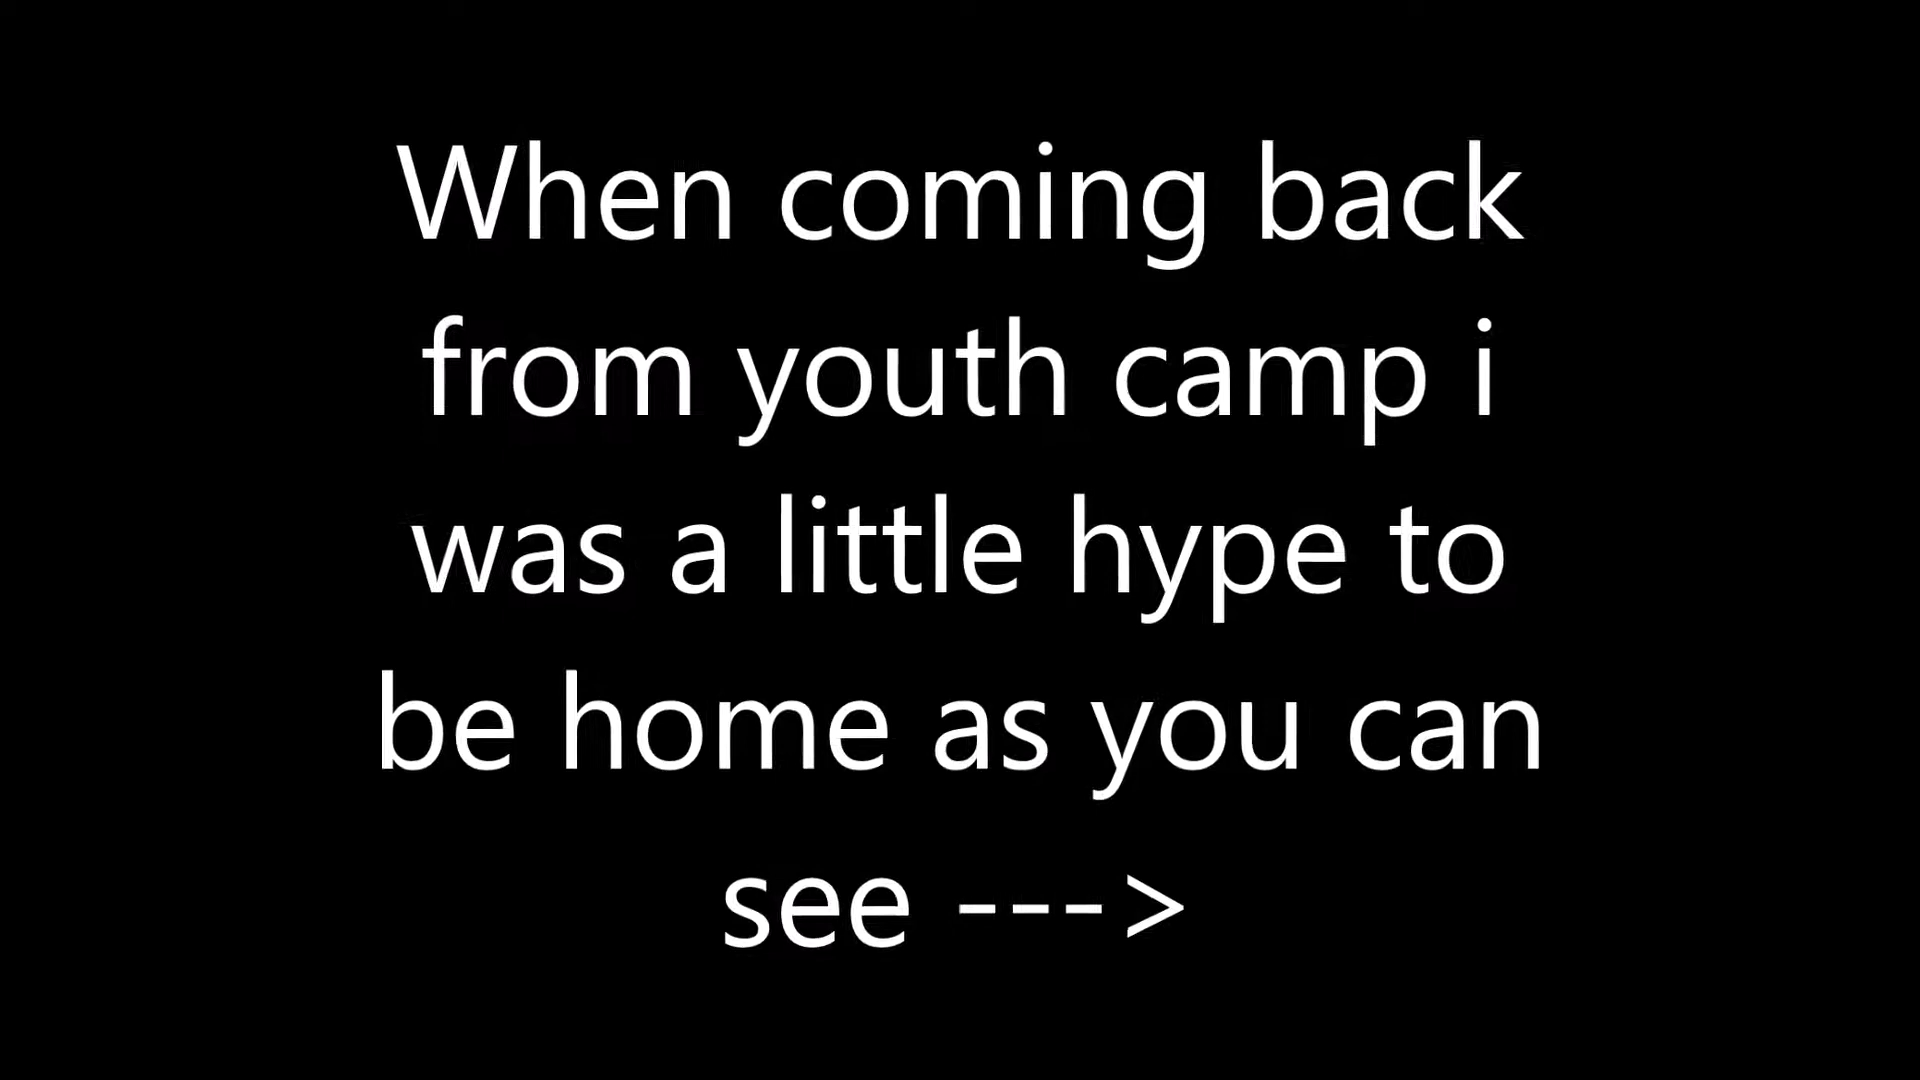 When coming back
from youth camp i
was a little hype to
be home as you can
see --->